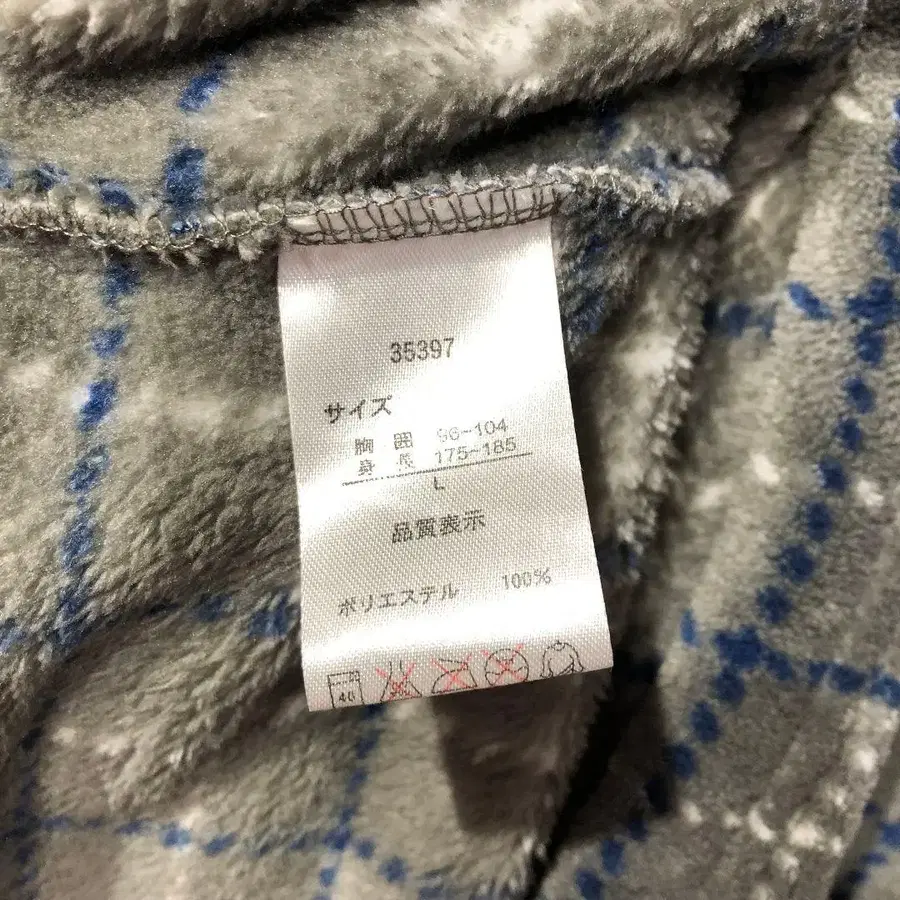 35397
サイズ
胸 囲 96-104
身 長 175-185
L
品質表示
ポリエステル 100%
40